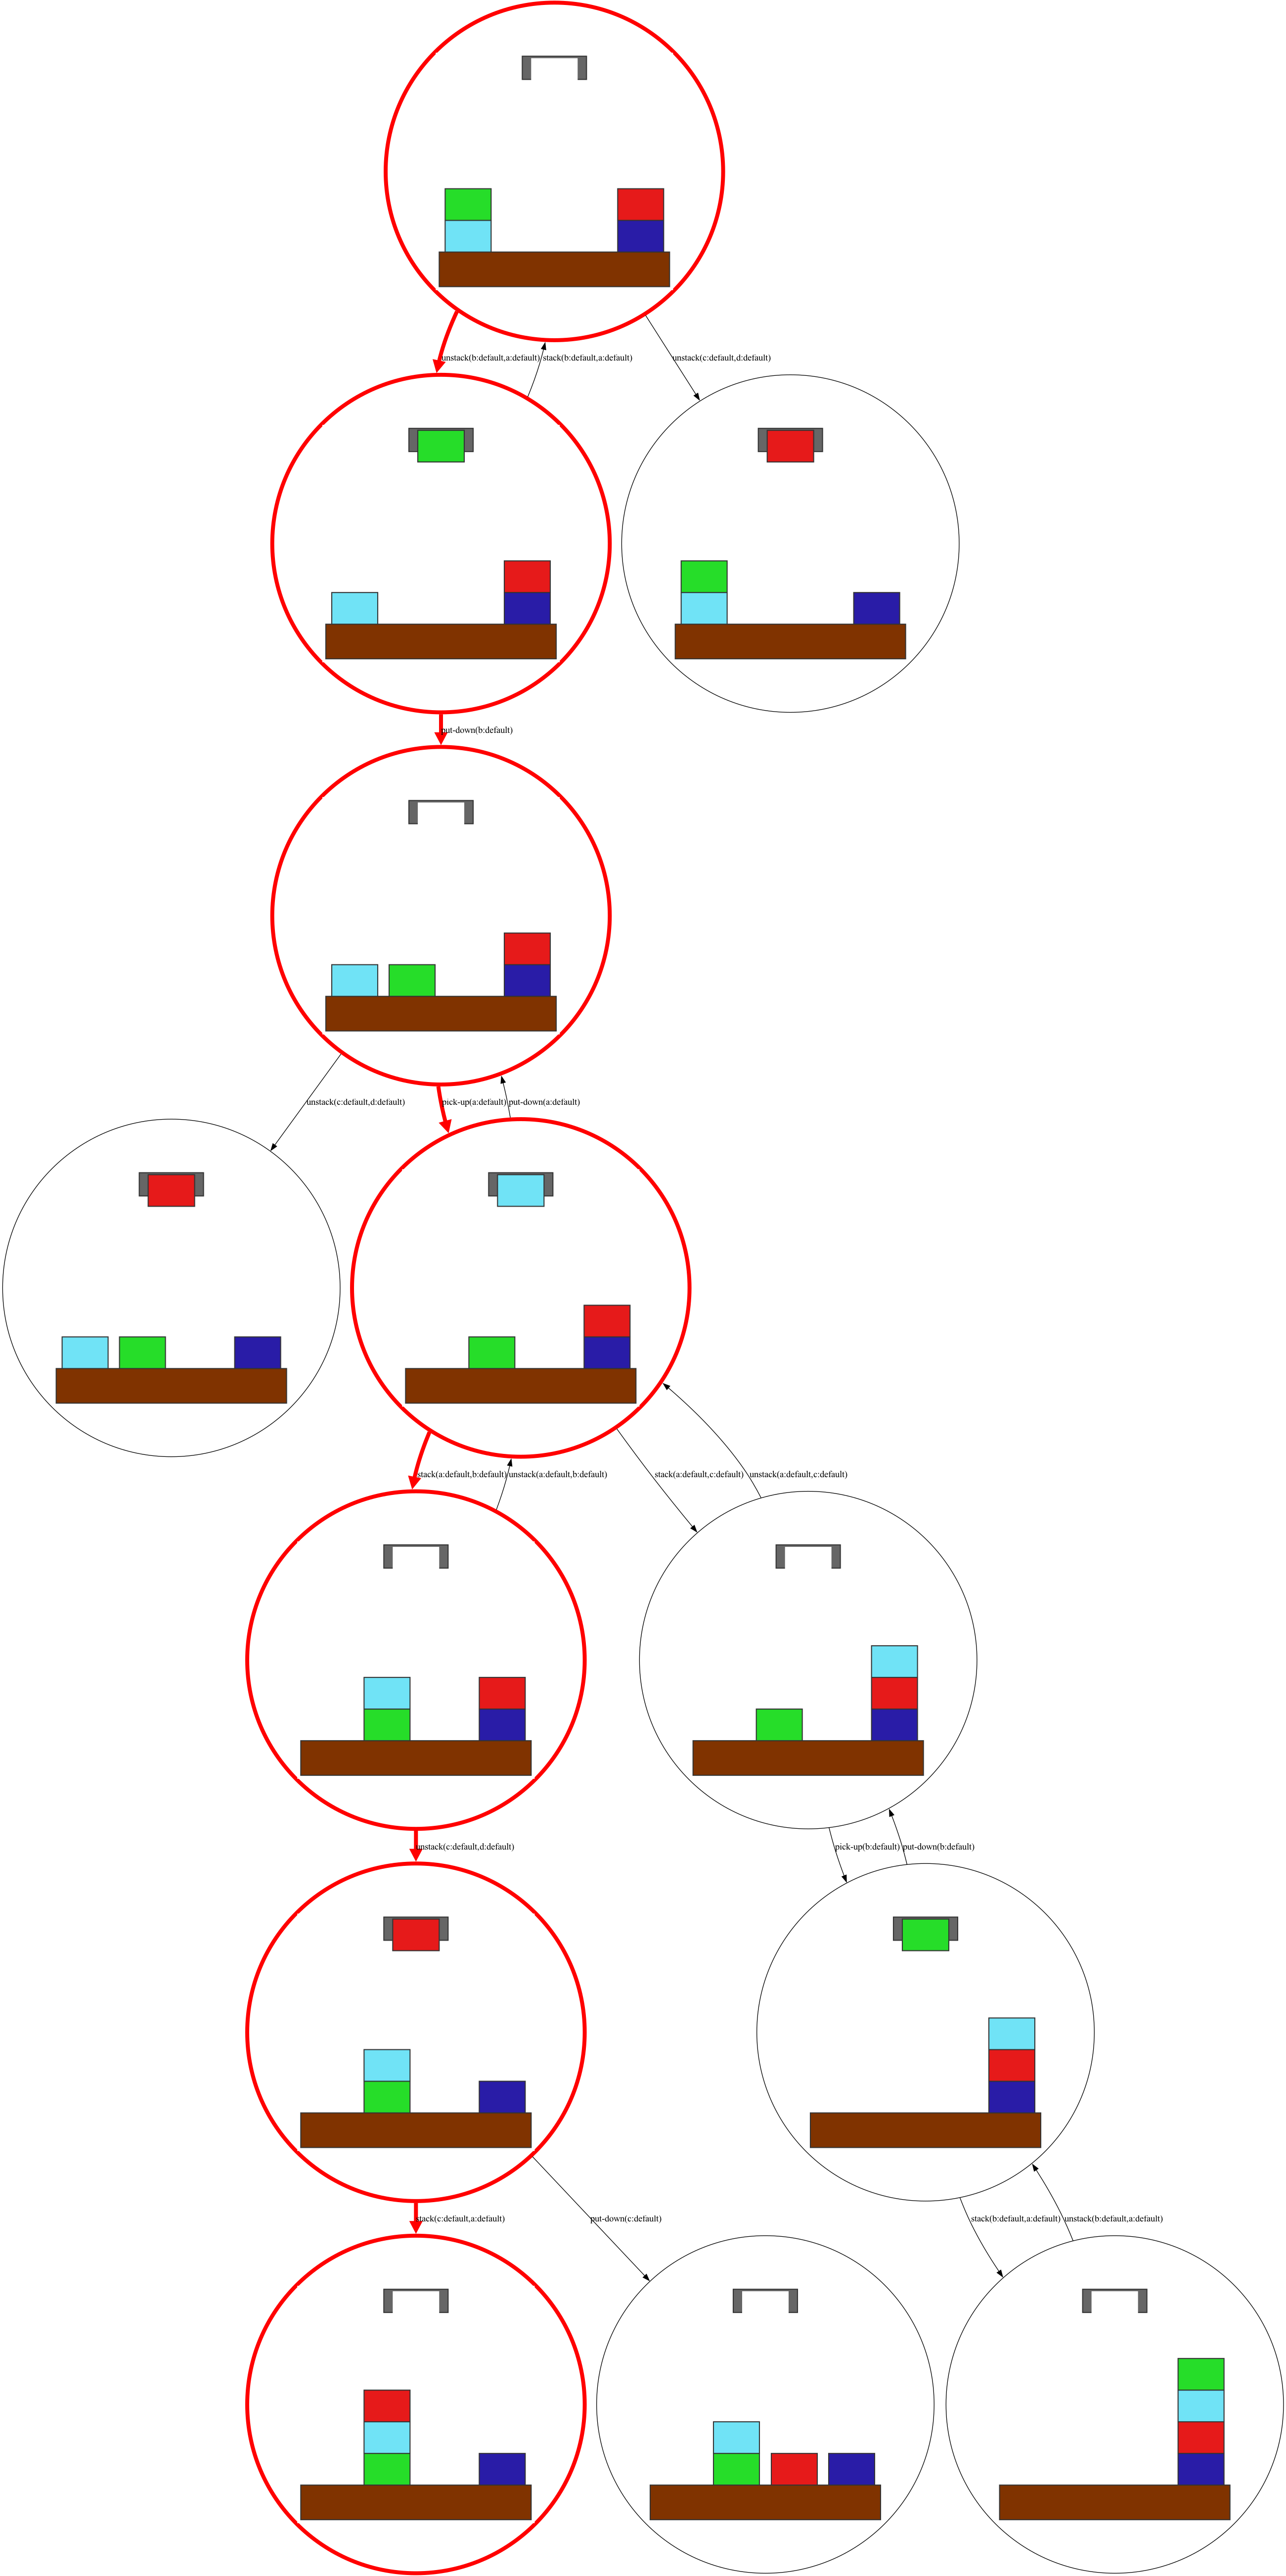 unstack(b:default,a:default)
stack(b:default,a:default)
unstack(c:default,d:default)
put-down(b:default)
unstack(c:default,d:default)
pick-up(a:default)
put-down(a:default)
stack(a:default,b:default)
unstack(a:default,b:default)
stack(a:default,c:default)
unstack(a:default,c:default)
unstack(c:default,d:default)
pick-up(b:default)
put-down(b:default)
stack(c:default,a:default)
put-down(c:default)
stack(b:default,a:default)
unstack(b:default,a:default)